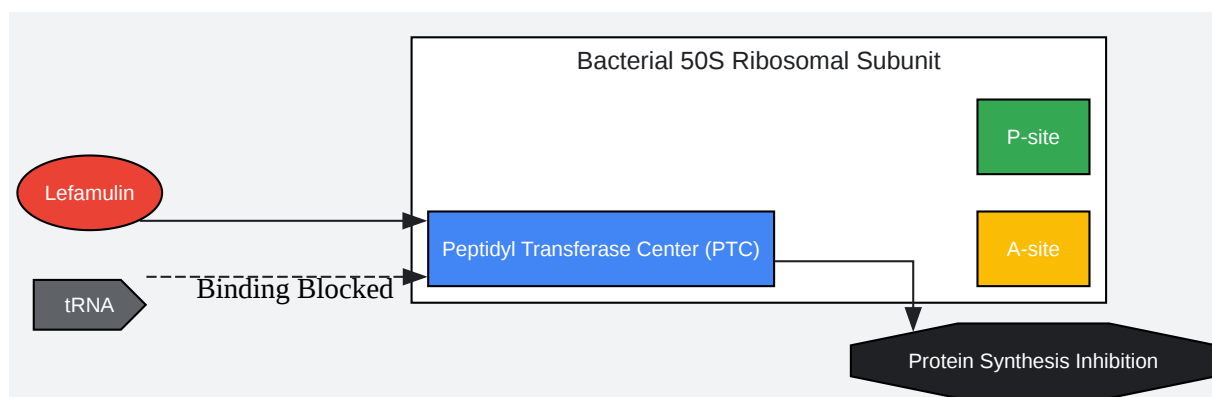 Bacterial 50S Ribosomal Subunit
P-site
Lefamulin
Peptidyl Transferase Center (PTC)
A-site
Binding Blocked
tRNA
Protein Synthesis Inhibition